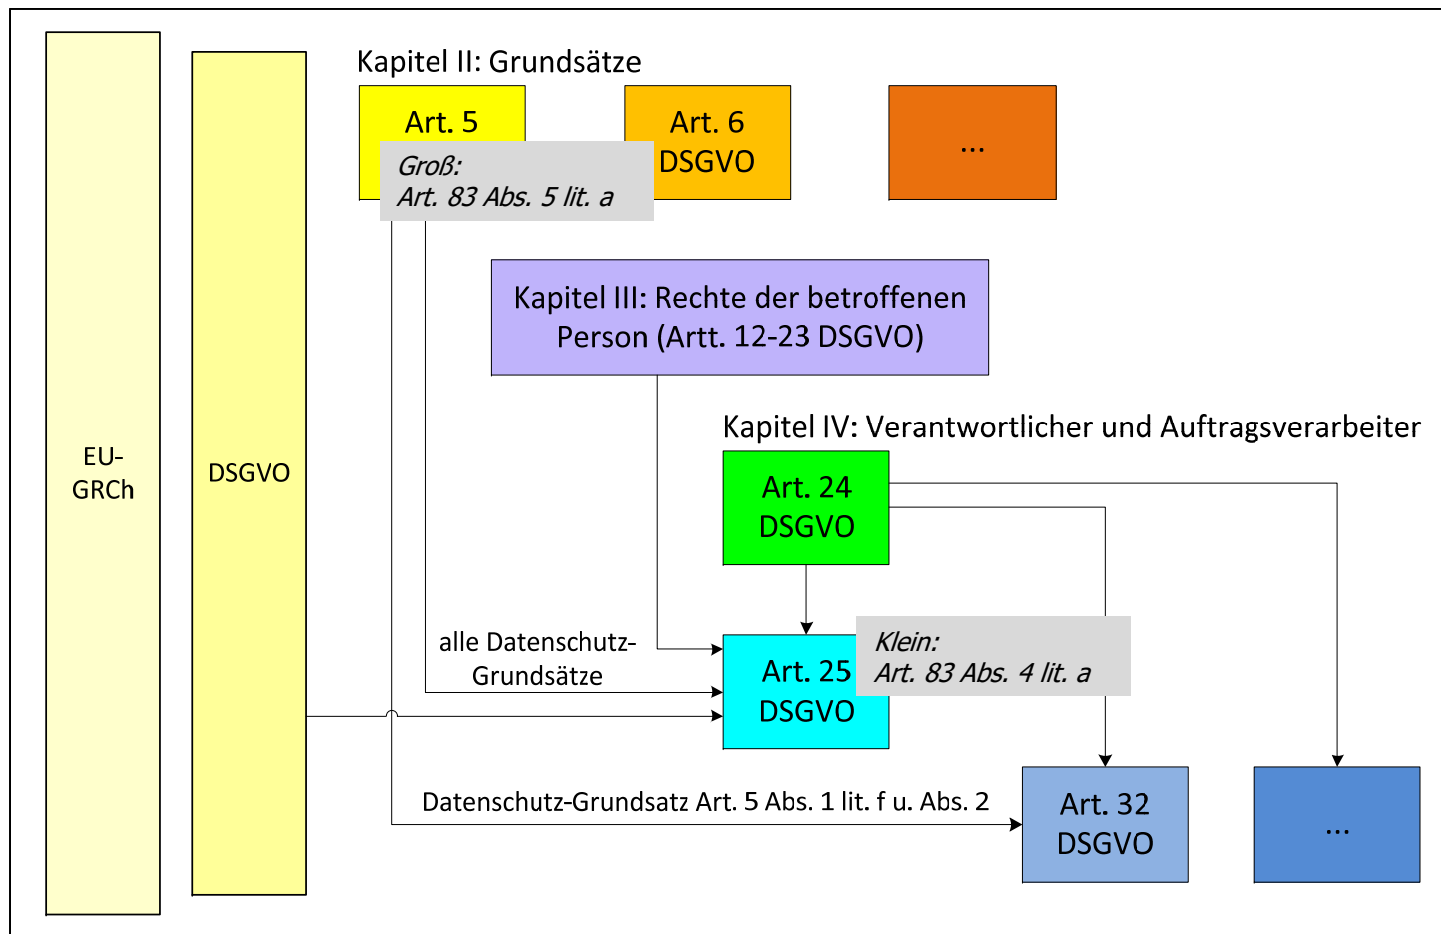 Kapitel II: Grundsätze
Art. 5
Groß:
Art. 83 Abs. 5 lit. a
Art. 6
DSGVO
...
Kapitel III: Rechte der betroffenen
Person (Artt. 12-23 DSGVO)
EU-
GRCh
DSGVO
Kapitel IV: Verantwortlicher und Auftragsverarbeiter
Art. 24
DSGVO
alle Datenschutz-
Grundsätze
Art. 25
DSGVO
Klein:
Art. 83 Abs. 4 lit. a
Datenschutz-Grundsatz Art. 5 Abs. 1 lit. f u. Abs. 2
Art. 32
DSGVO
...